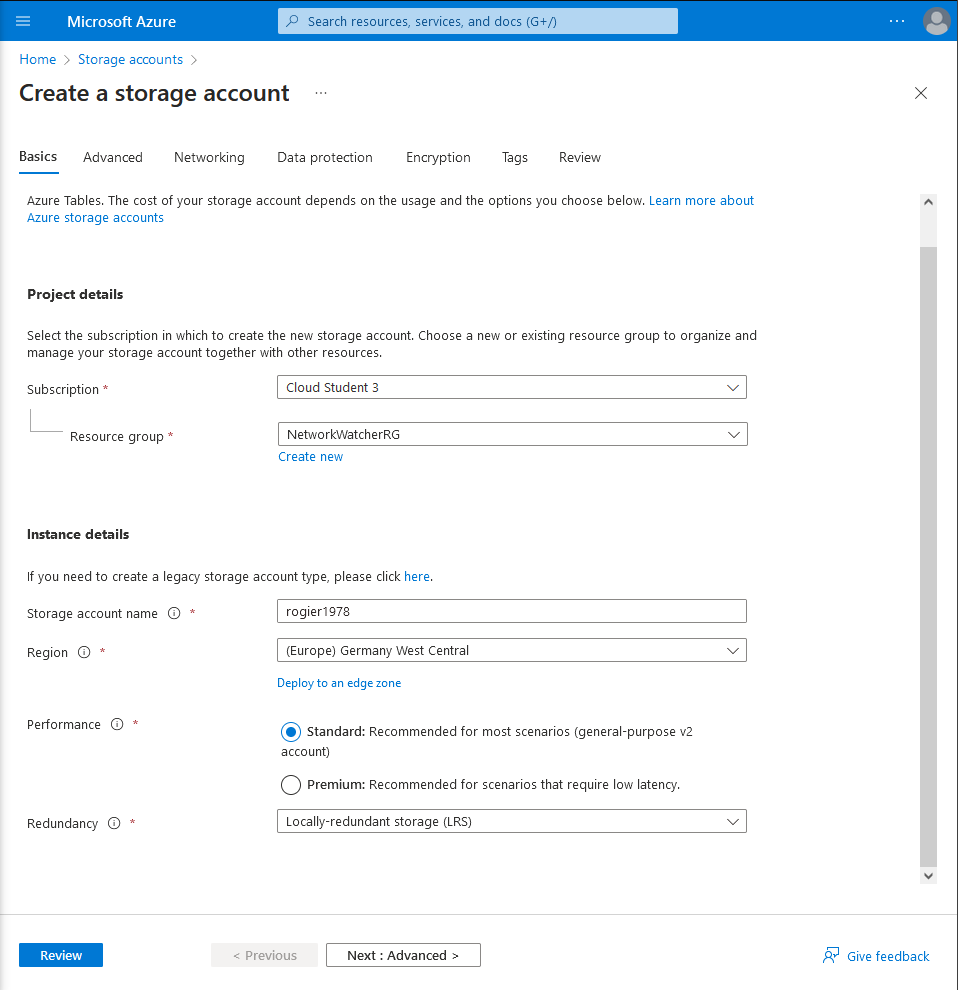 Microsoft Azure
Search resources, services, and docs (G+/)
...
Home > Storage accounts >
Create a storage account ...
Basics Advanced Networking Data protection Encryption Tags Review
Azure Tables. The cost of your storage account depends on the usage and the options you choose below. Learn more about
Azure storage accounts
Project details
Select the subscription in which to create the new storage account. Choose a new or existing resource group to organize and
manage your storage account together with other resources.
Subscription * Cloud Student 3
Resource group * NetworkWatcherRG
Create new
Instance details
If you need to create a legacy storage account type, please click here.
Storage account name * rogier1978
Region * (Europe) Germany West Central
Deploy to an edge zone
Performance * Standard: Recommended for most scenarios (general-purpose v2
account)
Premium: Recommended for scenarios that require low latency.
Redundancy * Locally-redundant storage (LRS)
Review < Previous Next : Advanced > Give feedback